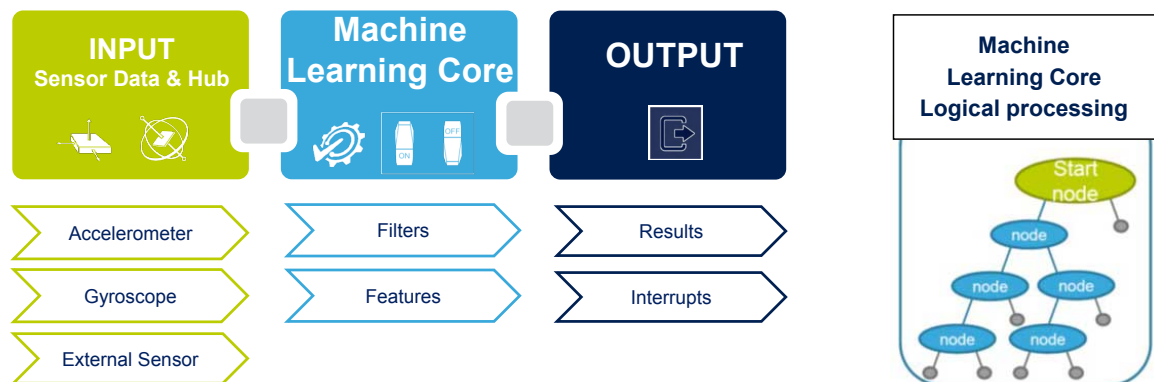 INPUT
Sensor Data & Hub
Machine
Learning Core
ON
OFF
OUTPUT
Accelerometer
Gyroscope
External Sensor
Filters
Features
Results
Interrupts
Machine
Learning Core
Logical processing
Start
node
node
node
node
node
node